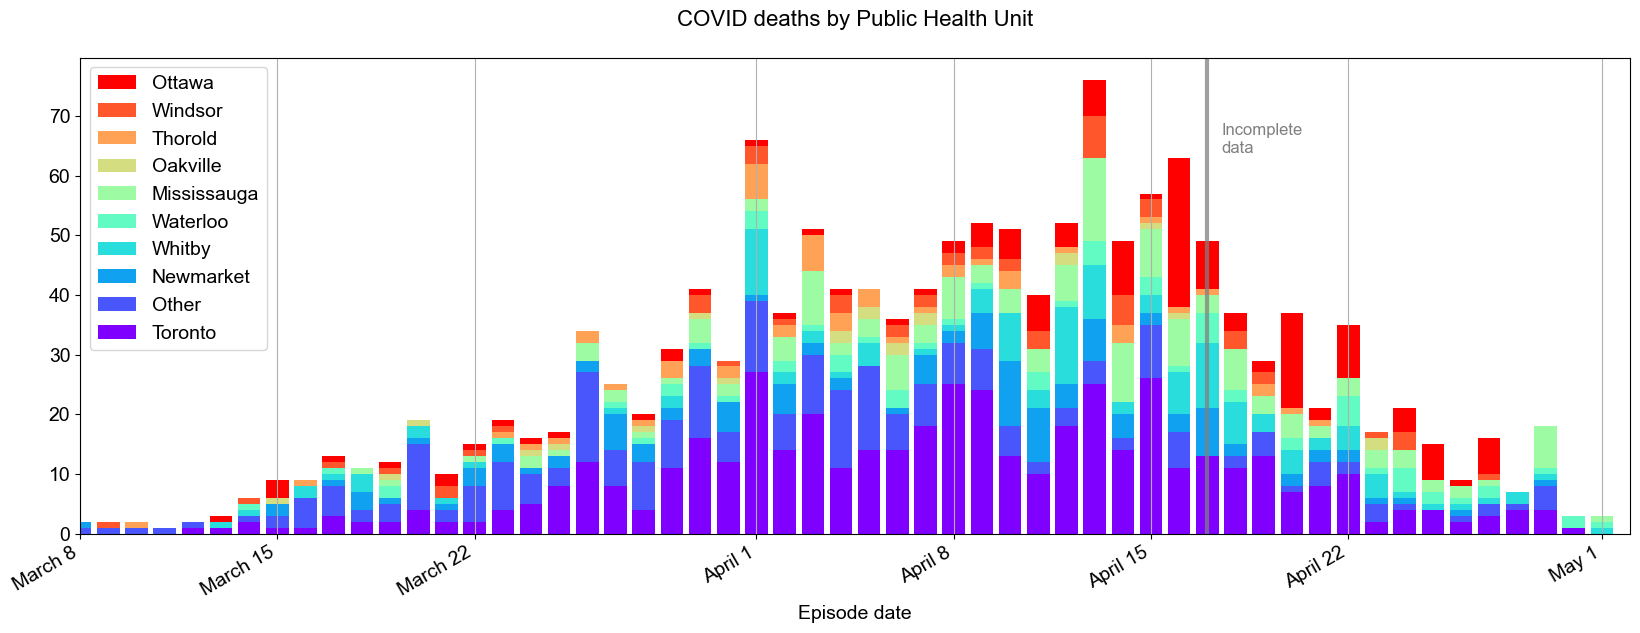 COVID deaths by Public Health Unit
Ottawa
Windsor
Thorold
Oakville
Mississauga
Waterloo
Whitby
Newmarket
Other
Toronto
Incomplete
data
70
60
50
40
30
20
10
0
March 8
March 15
March 22
April 1
April 8
April 15
April 22
May 1
Episode date